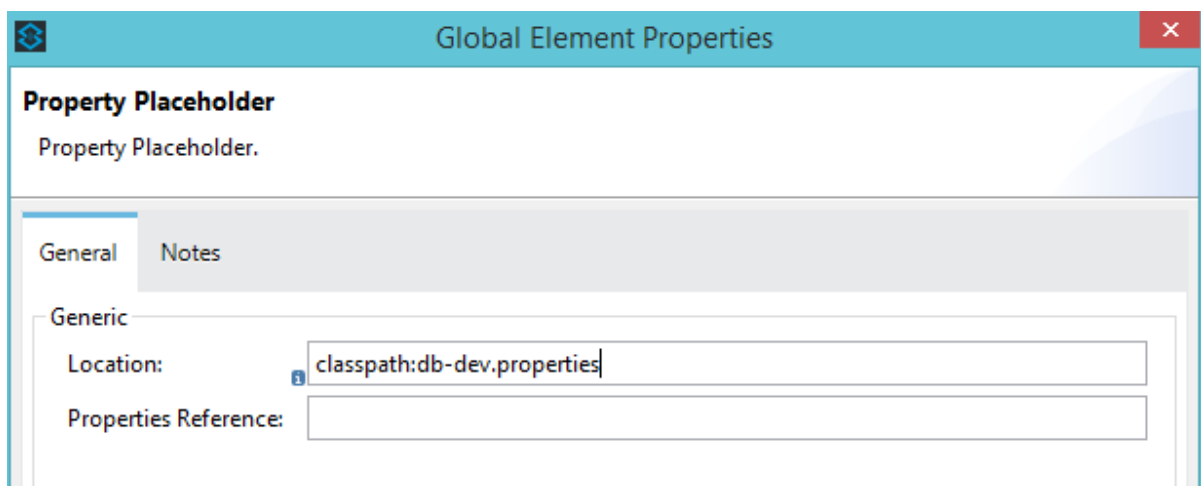 Global Element Properties
Property Placeholder
Property Placeholder.
General Notes
Generic
Location: classpath:db-dev.properties
Properties Reference: